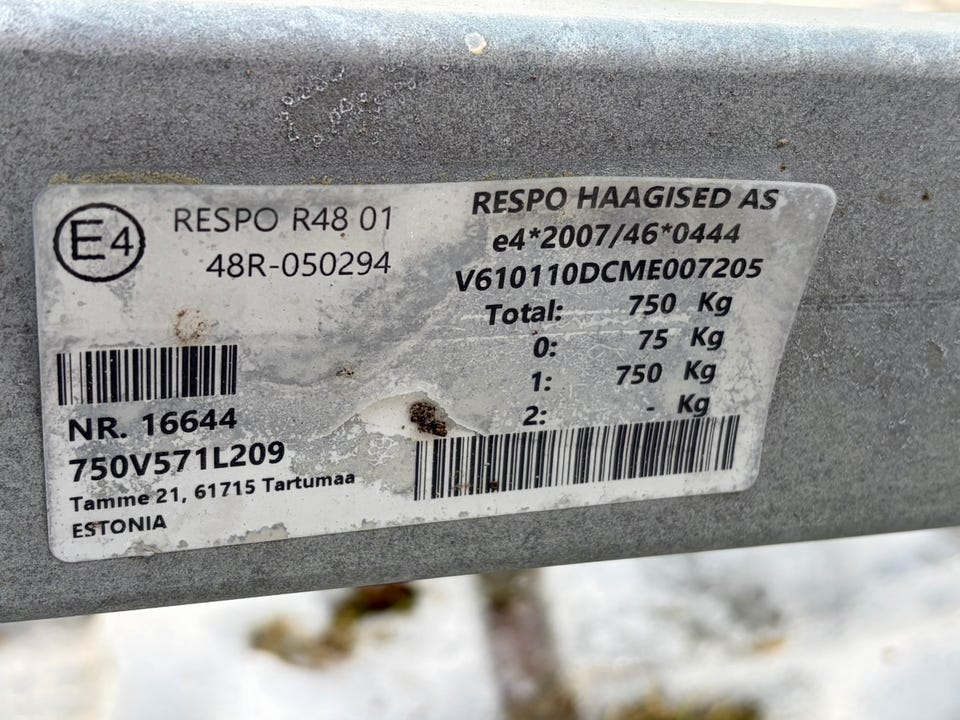 E4
RESPO R48 01
48R-050294
NR. 16644
750V571L209
Tamme 21, 61715 Tartumaa
ESTONIA
RESPO HAAGISED AS
e4*2007/46*0444
V610110DCME007205
Total: 750 Kg
0: 75 Kg
1: 750 Kg
2: - Kg